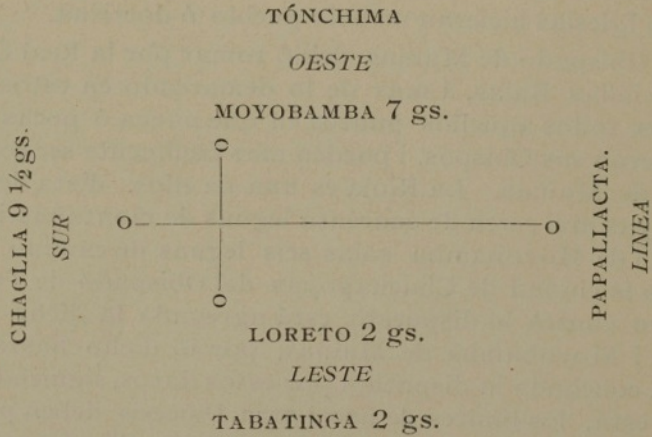 TÓNCHIMA
OESTE
MOYOBAMBA 7 gs.
CHAGLLA 9 ½ gs.
SUR
PAPALLACTA.
LINEA
LORETO 2 gs.
LESTE
TABATINGA 2 gs.